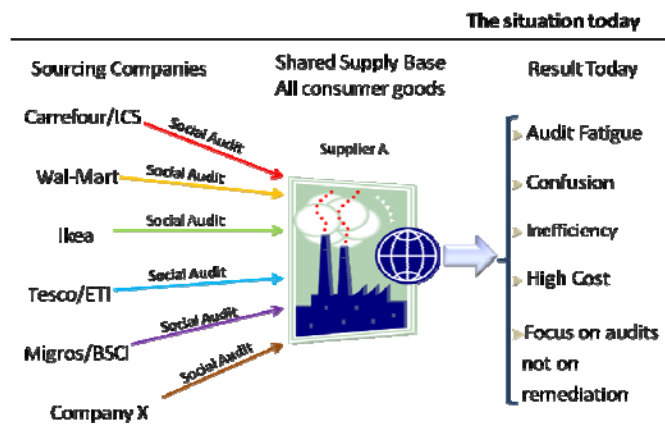 The situation today
Sourcing Companies
Shared Supply Base
All consumer goods
Result Today
Carrefour/ICS
Social Audit
Wal-Mart
Social Audit
Ikea
Social Audit
Tesco/ETI
Social Audit
Migros/BSCI
Social Audit
Company X
Social Audit
Supplier A
Audit Fatigue
Confusion
Inefficiency
High Cost
Focus on audits
not on
remediation